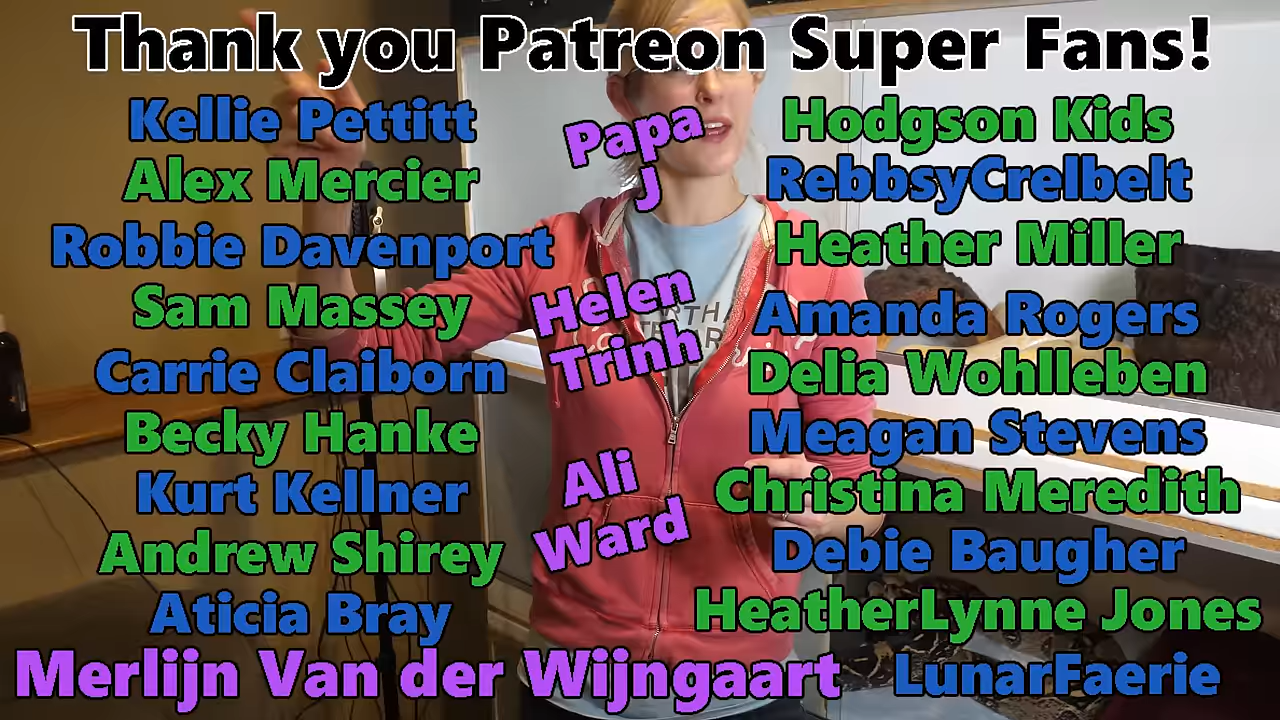 Thank you Patreon Super Fans!
Kellie Pettitt
Alex Mercier
Robbie Davenport
Sam Massey
Carrie Claiborn
Becky Hanke
Kurt Kellner
Andrew Shirey
Aticia Bray
Merlijn Van der Wijngaart
Papa
J
Helen
Trinh
Ali
Ward
Hodgson Kids
RebbsyCrelbelt
Heather Miller
Amanda Rogers
Delia Wohlleben
Meagan Stevens
Christina Meredith
Debie Baugher
HeatherLynne Jones
LunarFaerie